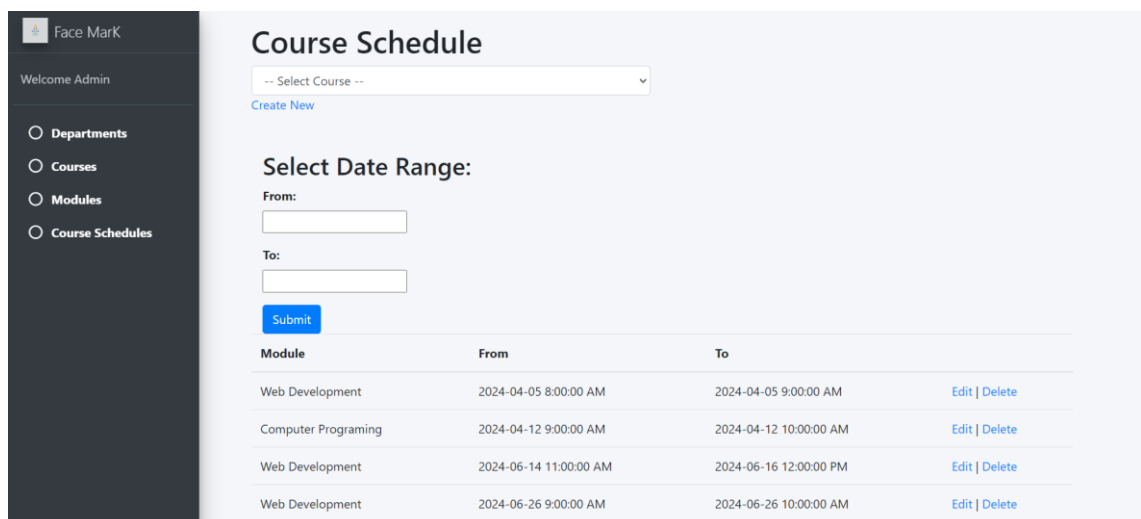 Face MarK
Welcome Admin
Departments
Courses
Modules
Course Schedules
Course Schedule
-- Select Course --
Create New
Select Date Range:
From:
To:
Submit
Module From To
Web Development 2024-04-05 8:00:00 AM 2024-04-05 9:00:00 AM Edit | Delete
Computer Programing 2024-04-12 9:00:00 AM 2024-04-12 10:00:00 AM Edit | Delete
Web Development 2024-06-14 11:00:00 AM 2024-06-16 12:00:00 PM Edit | Delete
Web Development 2024-06-26 9:00:00 AM 2024-06-26 10:00:00 AM Edit | Delete